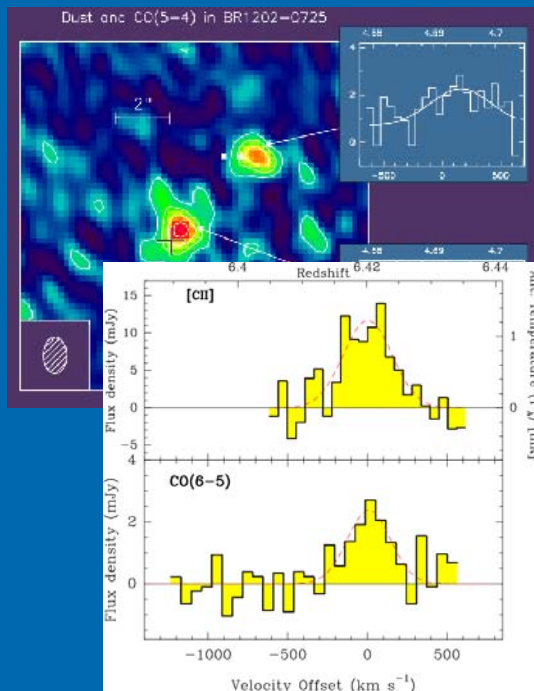 Dust and CO(5-4) in BR1202-0725
4.68 4.69 4.7
4
2
0
-500 0 500
2"
4.68 4.69 4.7
Redshift
6.4 6.42 6.44
[CII]
15
10
5
0
-5
1
0
Flux density (mJy)
CO(6-5)
2
0
Flux density (mJy)
-1000 -500 0 500
Velocity Offset (km s⁻¹)